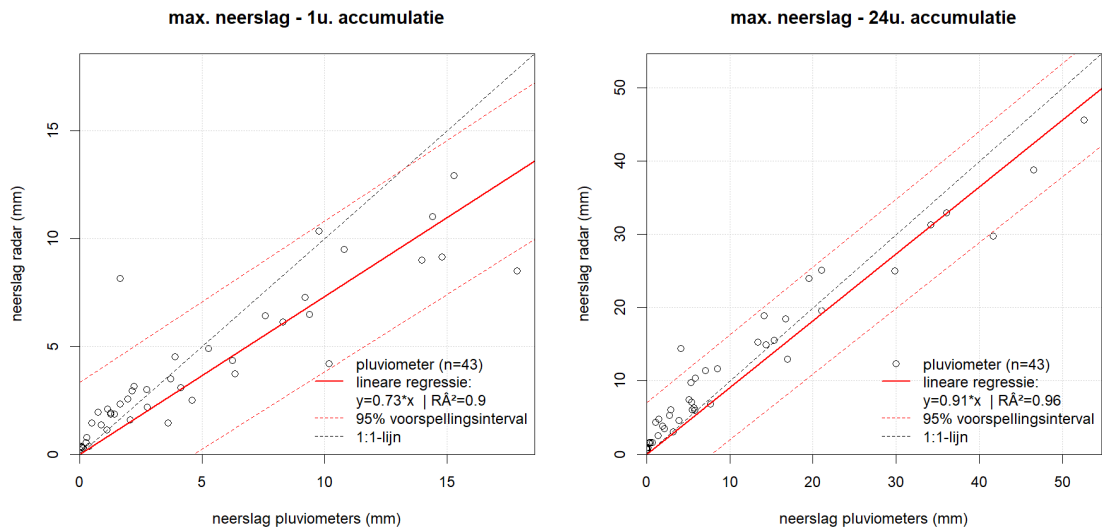 max. neerslag - 1u. accumulatie
neerslag radar (mm)
15
10
5
0
pluviometer (n=43)
lineare regressie:
y=0.73*x | RÂ²=0.9
95% voorspellingsinterval
1:1-lijn
0 5 10 15
neerslag pluviometers (mm)
max. neerslag - 24u. accumulatie
neerslag radar (mm)
50
40
30
20
10
0
pluviometer (n=43)
lineare regressie:
y=0.91*x | RÂ²=0.96
95% voorspellingsinterval
1:1-lijn
0 10 20 30 40 50
neerslag pluviometers (mm)